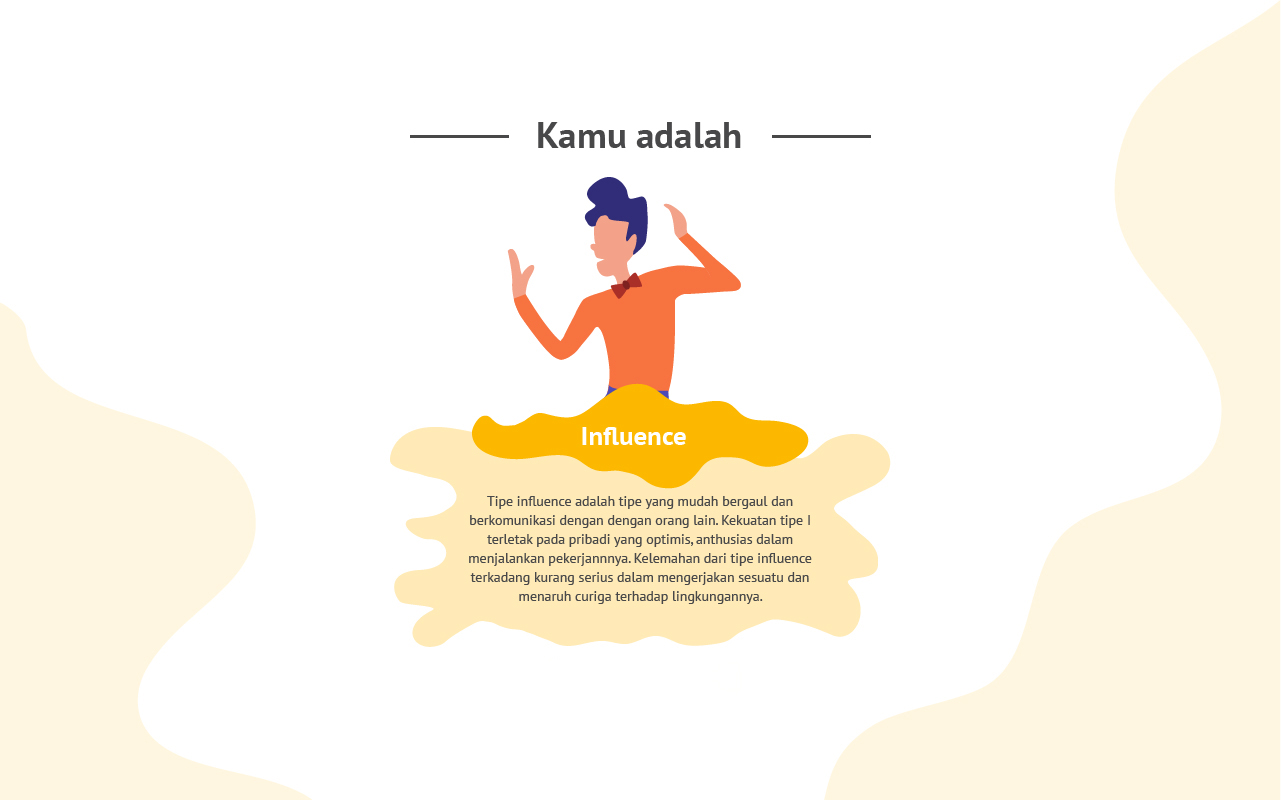 Kamu adalah
Influence
Tipe influence adalah tipe yang mudah bergaul dan
berkomunikasi dengan dengan orang lain. Kekuatan tipe I
terletak pada pribadi yang optimis, anthusias dalam
menjalankan pekerjannnya. Kelemahan dari tipe influence
terkadang kurang serius dalam mengerjakan sesuatu dan
menaruh curiga terhadap lingkungannya.